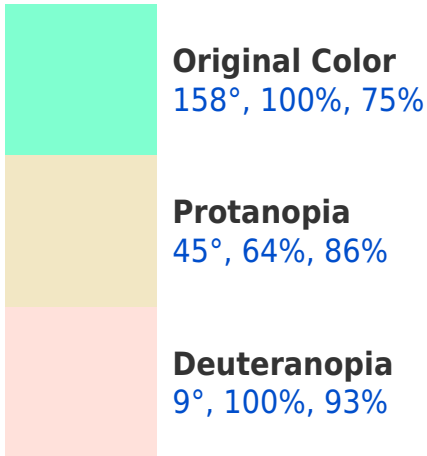 Original Color
158°, 100%, 75%
Protanopia
45°, 64%, 86%
Deuteranopia
9°, 100%, 93%